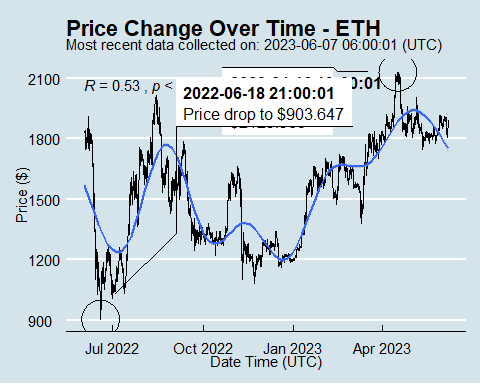 Price Change Over Time - ETH
Most recent data collected on: 2023-06-07 06:00:01 (UTC)
R = 0.53 , p <
2022-06-18 21:00:01
Price drop to $903.647
Price ($)
2100
1800
1500
1200
900
Jul 2022
Oct 2022
Jan 2023
Apr 2023
Date (UTC)